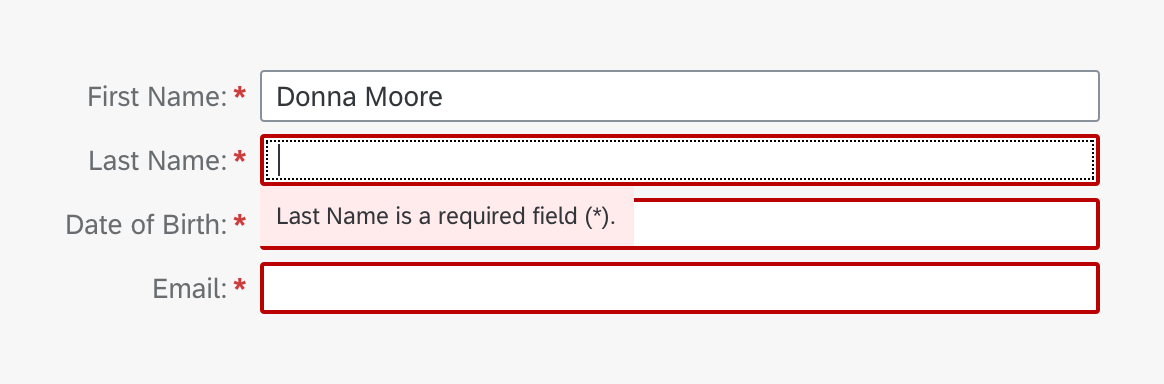 First Name: * Donna Moore
Last Name: *
Date of Birth: * Last Name is a required field (*).
Email: *